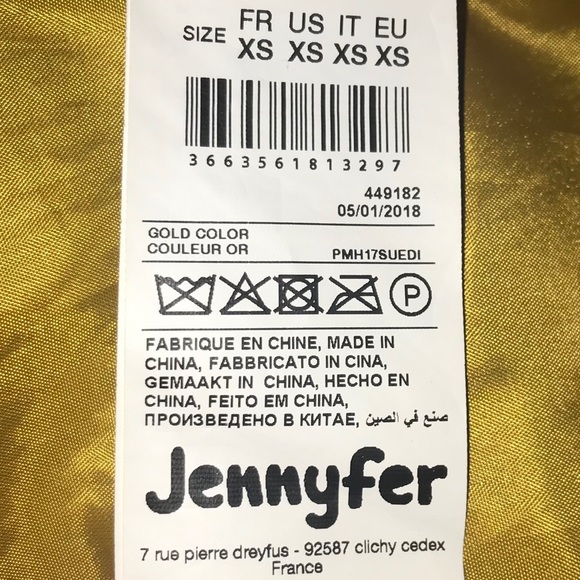 SIZE FR US IT EU
XS XS XS XS
3663561813297
449182
05/01/2018
GOLD COLOR
COULEUR OR PMH17SUEDI
P
FABRIQUE EN CHINE, MADE IN
CHINA, FABBRICATO IN CINA,
GEMAAKT IN CHINA, HECHO EN
CHINA, FEITO EM CHINA,
ПРОИЗВЕДЕНО В КИТАЕ, صنع في الصين
Jennyfer
7 rue pierre dreyfus - 92587 clichy cedex
France